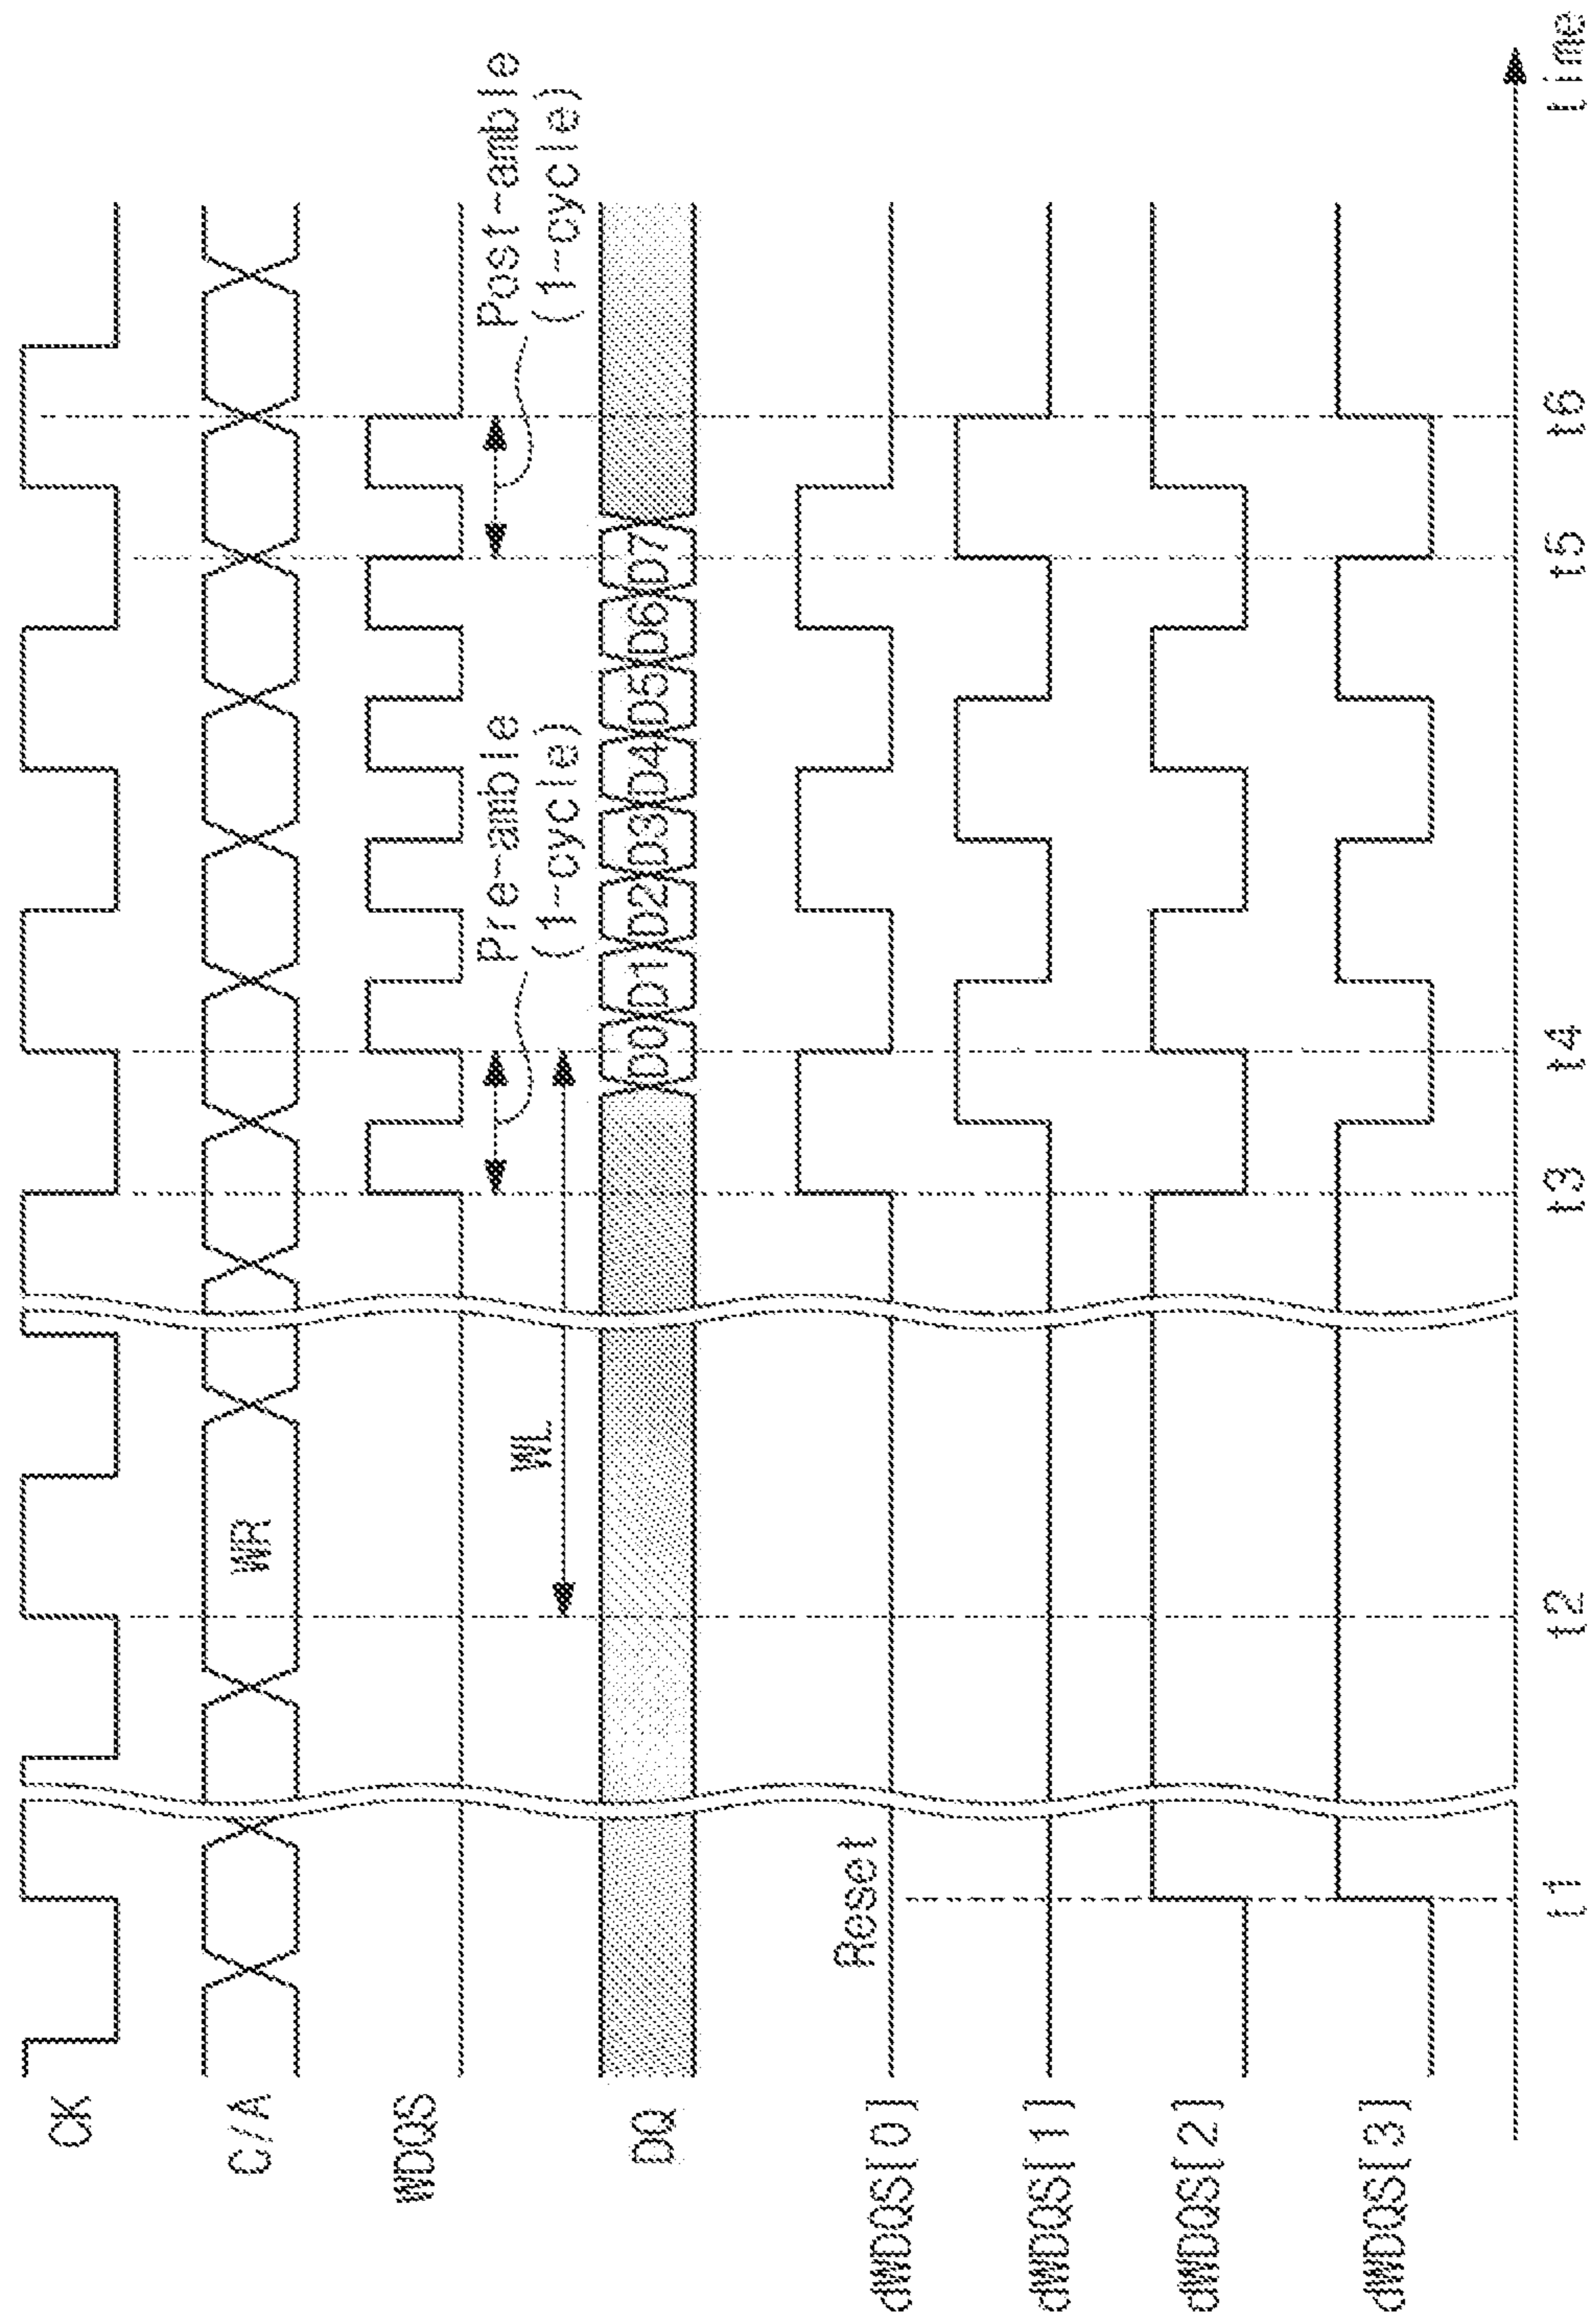 CK
C/A
WR
WDQS
Pre-amble
(1-cycle)
Post-amble
(1-cycle)
WL
DQ
D0 D1 D2 D3 D4 D5 D6 D7
Reset
dWDQS[0]
dWDQS[1]
dWDQS[2]
dWDQS[3]
t1 t2 t3 t4 t5 t6 time